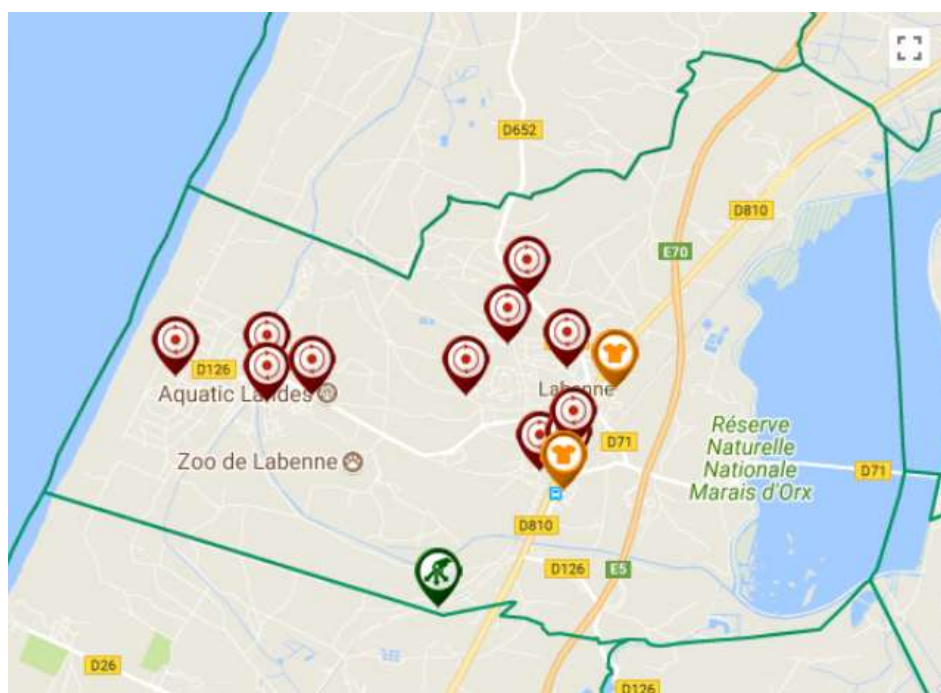 D652
D810
E70
D126
Aquatic Landes
Labenne
Réserve
Naturelle
Nationale
Marais d'Orx
D71
Zoo de Labenne
D71
D810
D126
E5
D26
D126